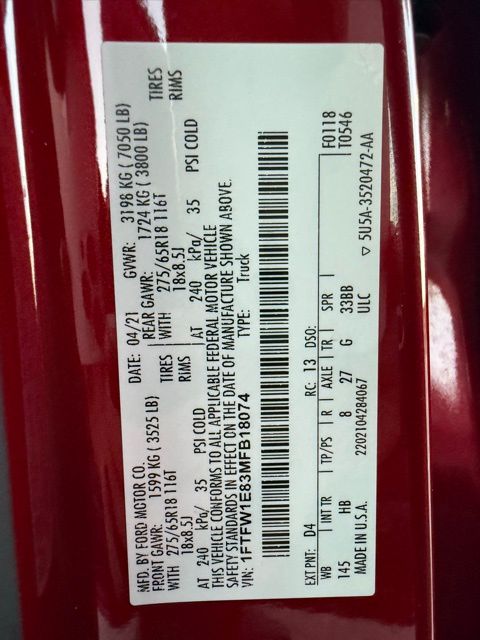 MFD. BY FORD MOTOR CO.
DATE: 04/21 GVWR: 3198 KG ( 7050 LB)
FRONT GAWR: 1599 KG ( 3525 LB) REAR GAWR: 1724 KG ( 3800 LB)
WITH 275/65R18 116T TIRES WITH 275/65R18 116T TIRES
18x8.5J RIMS 18x8.5J RIMS
AT 240 kPa/ 35 PSI COLD AT 240 kPa/ 35 PSI COLD
THIS VEHICLE CONFORMS TO ALL APPLICABLE FEDERAL MOTOR VEHICLE
SAFETY STANDARDS IN EFFECT ON THE DATE OF MANUFACTURE SHOWN ABOVE.
VIN: 1FTFW1E83MFB18074 TYPE: Truck
F0118
EXT PNT: D4 RC: 13 DSO: T0546
WB INT TR TP/PS R AXLE TR SPR
145 HB 8 27 G 33BB
MADE IN U.S.A. 2202104284067 ULC
▽ 5U5A-3520472-AA